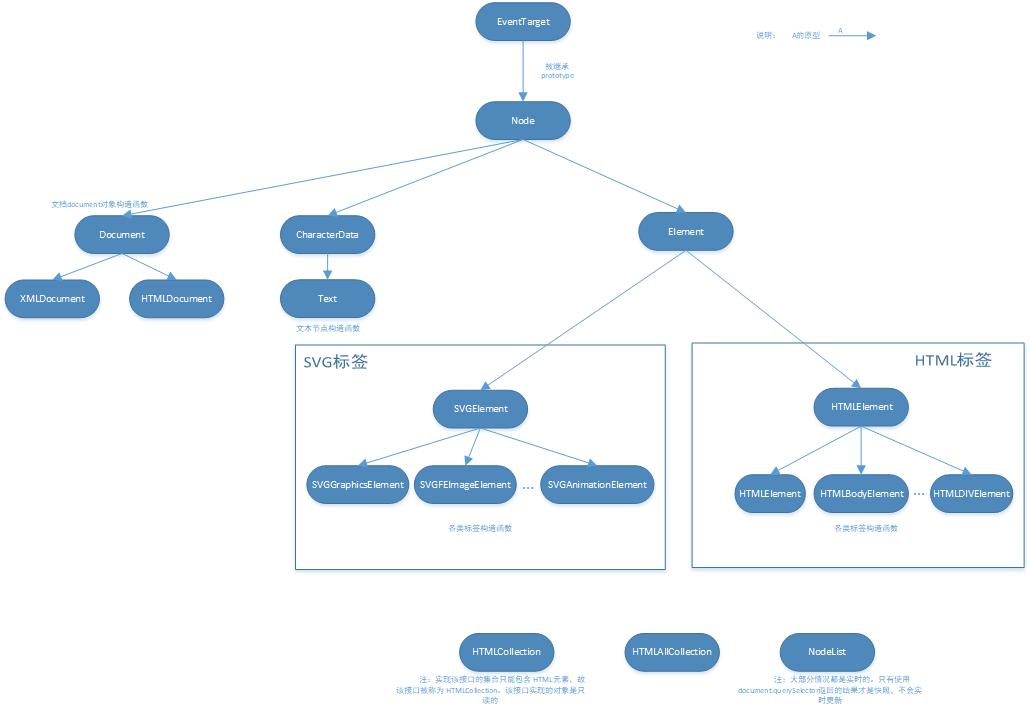 EventTarget
说明： A的原型 A
被继承
prototype
Node
文档document对象构造函数
Document
CharacterData
Element
XMLDocument
HTMLDocument
Text
文本节点构造函数
SVG标签
HTML标签
SVGElement
HTMLElement
SVGGraphicsElement
SVGFEImageElement
...
SVGAnimationElement
HTMLElement
HTMLBodyElement
...
HTMLDIVElement
各类标签构造函数
各类标签构造函数
HTMLCollection
HTMLAllCollection
NodeList
注：实现该接口的集合只能包含 HTML元素、故
该接口被称为 HTMLCollection。该接口实现的对象是只
读的
注：大部分情况都是实时的。只有使用
document.querySelector返回的结果才是快照、不会实
时更新